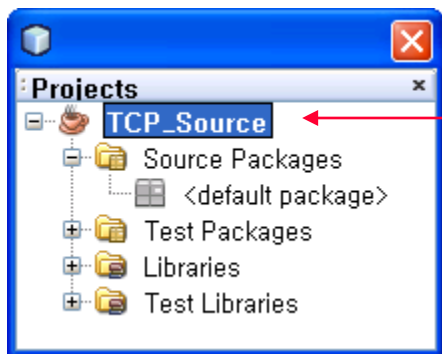 Projects
TCP_Source
Source Packages
<default package>
Test Packages
Libraries
Test Libraries